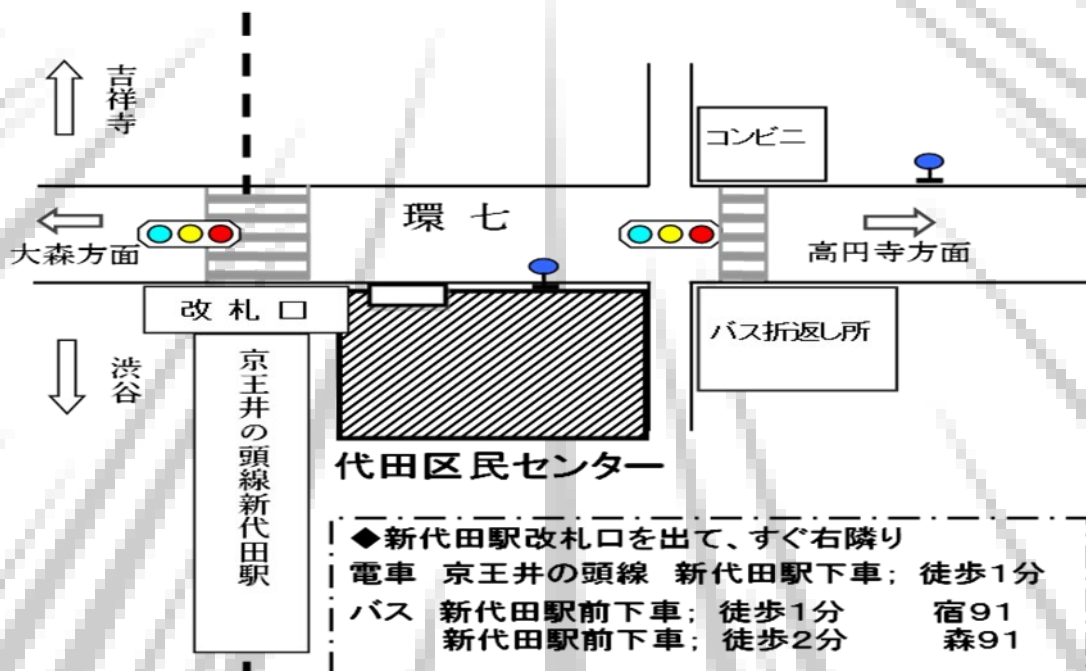 吉祥寺
コンビニ
環七
大森方面
高円寺方面
改札口
バス折返し所
渋谷
京王井の頭線新代田駅
代田区民センター
◆新代田駅改札口を出て、すぐ右隣り
電車 京王井の頭線 新代田駅下車; 徒歩1分
バス 新代田駅前下車; 徒歩1分 宿91
新代田駅前下車; 徒歩2分 森91